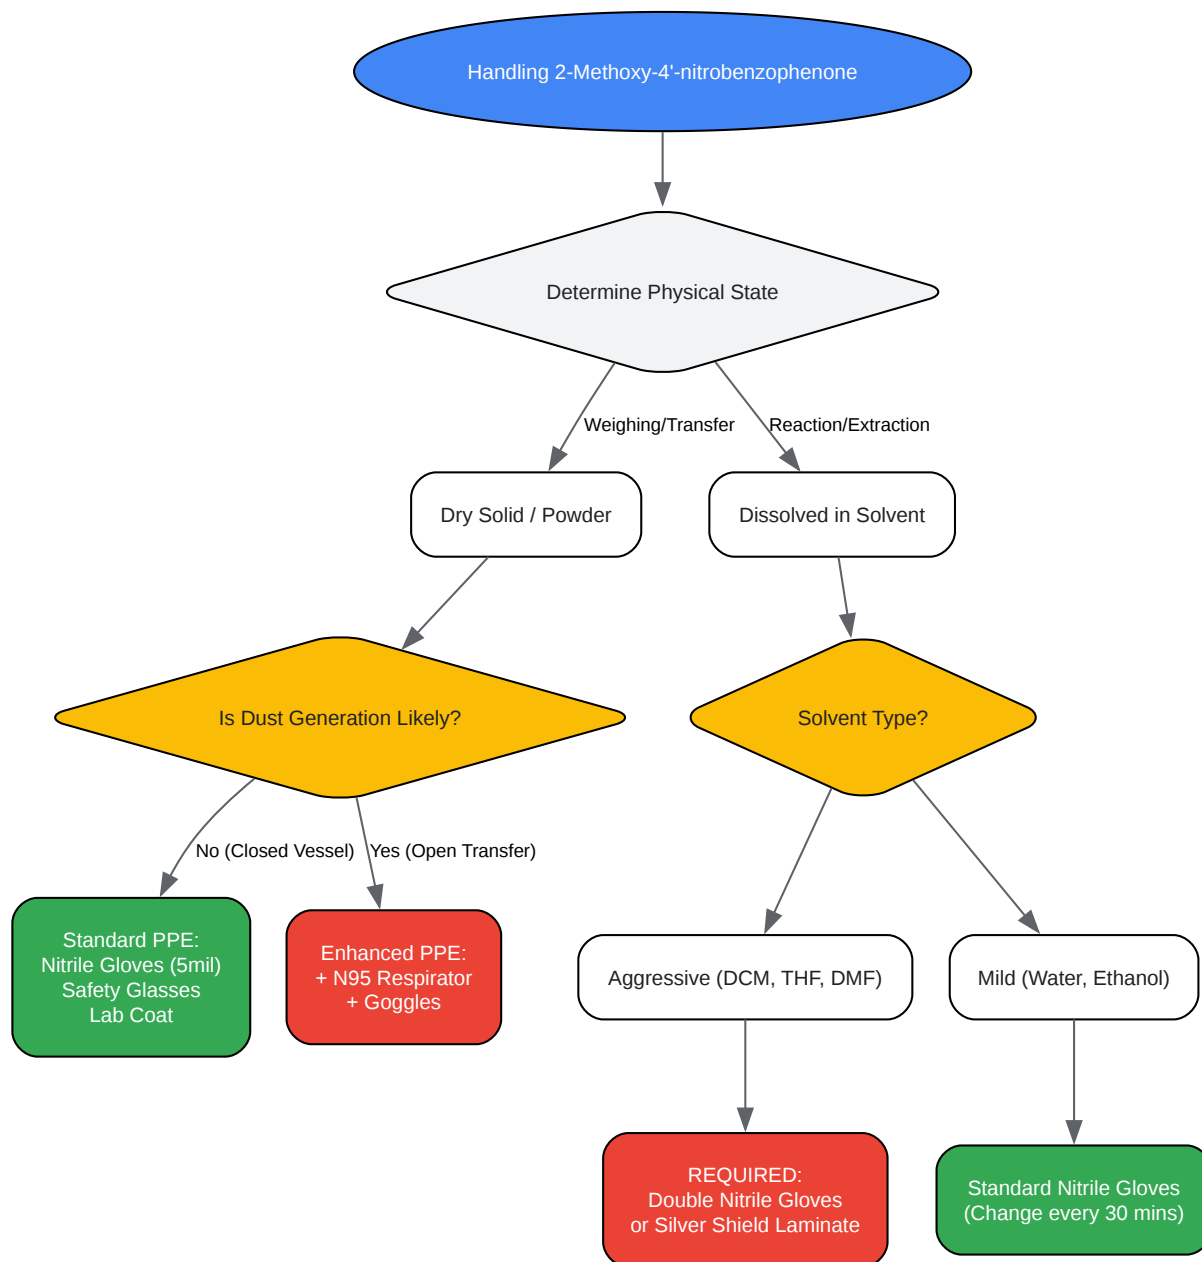 Handling 2-Methoxy-4'-nitrobenzophenone
Determine Physical State
Weighing/Transfer
Reaction/Extraction
Dry Solid / Powder
Dissolved in Solvent
Is Dust Generation Likely?
Solvent Type?
No (Closed Vessel)
Yes (Open Transfer)
Standard PPE:
Nitrile Gloves (5mil)
Safety Glasses
Lab Coat
Enhanced PPE:
+ N95 Respirator
+ Goggles
Aggressive (DCM, THF, DMF)
Mild (Water, Ethanol)
REQUIRED:
Double Nitrile Gloves
or Silver Shield Laminate
Standard Nitrile Gloves
(Change every 30 mins)